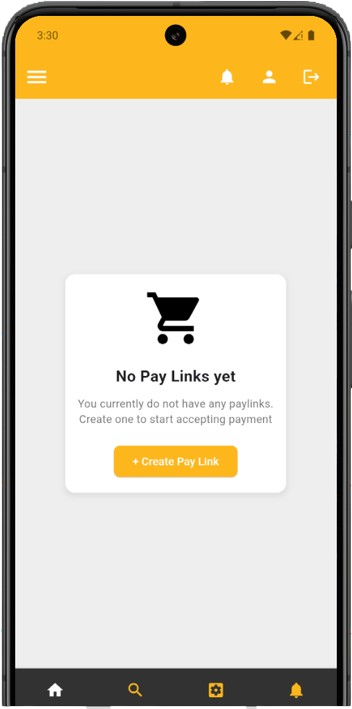 3:30
No Pay Links yet
You currently do not have any paylinks.
Create one to start accepting payment
+ Create Pay Link